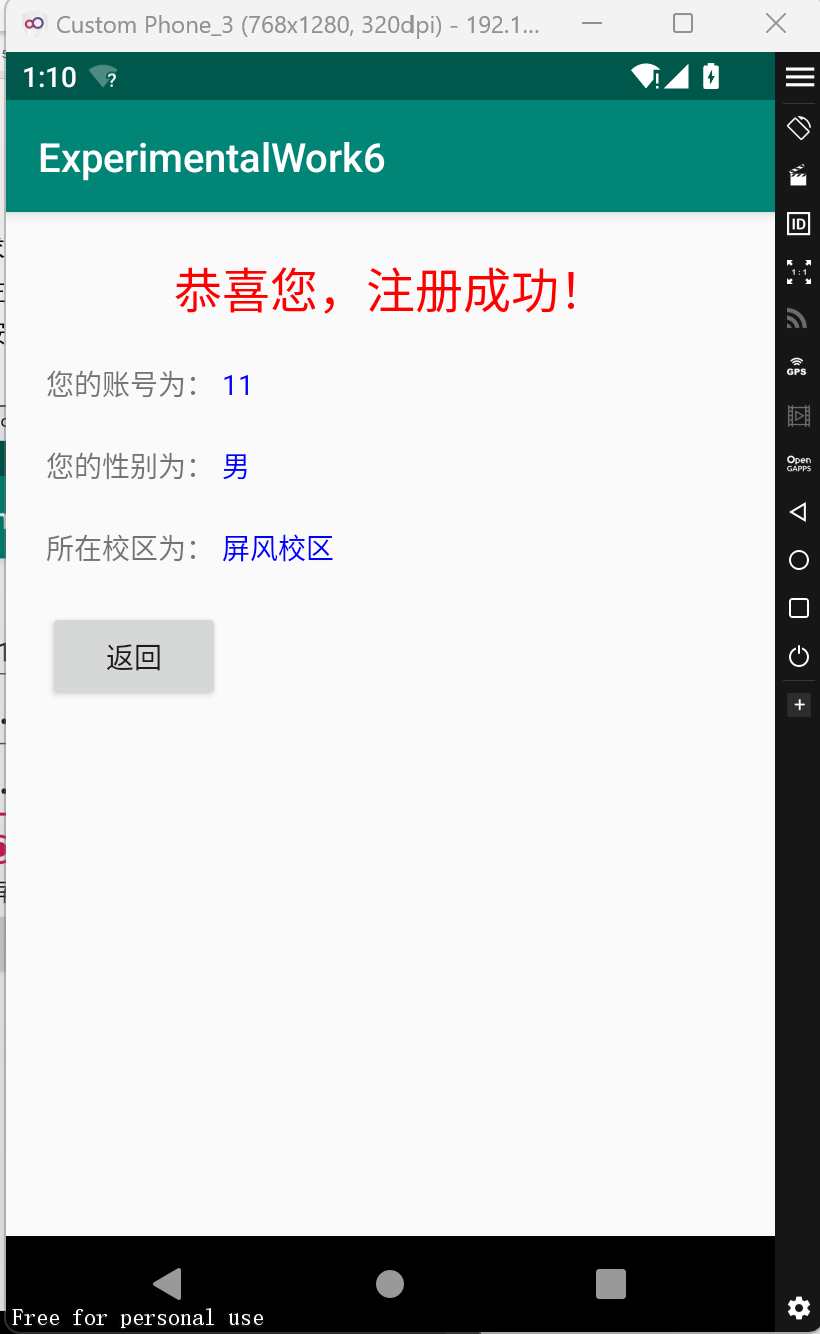 Custom Phone_3 (768x1280, 320dpi) - 192.1...
1:10
ExperimentalWork6
恭喜您，注册成功！
您的账号为： 11
您的性别为： 男
所在校区为： 屏风校区
返回
ID
1:1
GPS
Open
GAPPS
Free for personal use